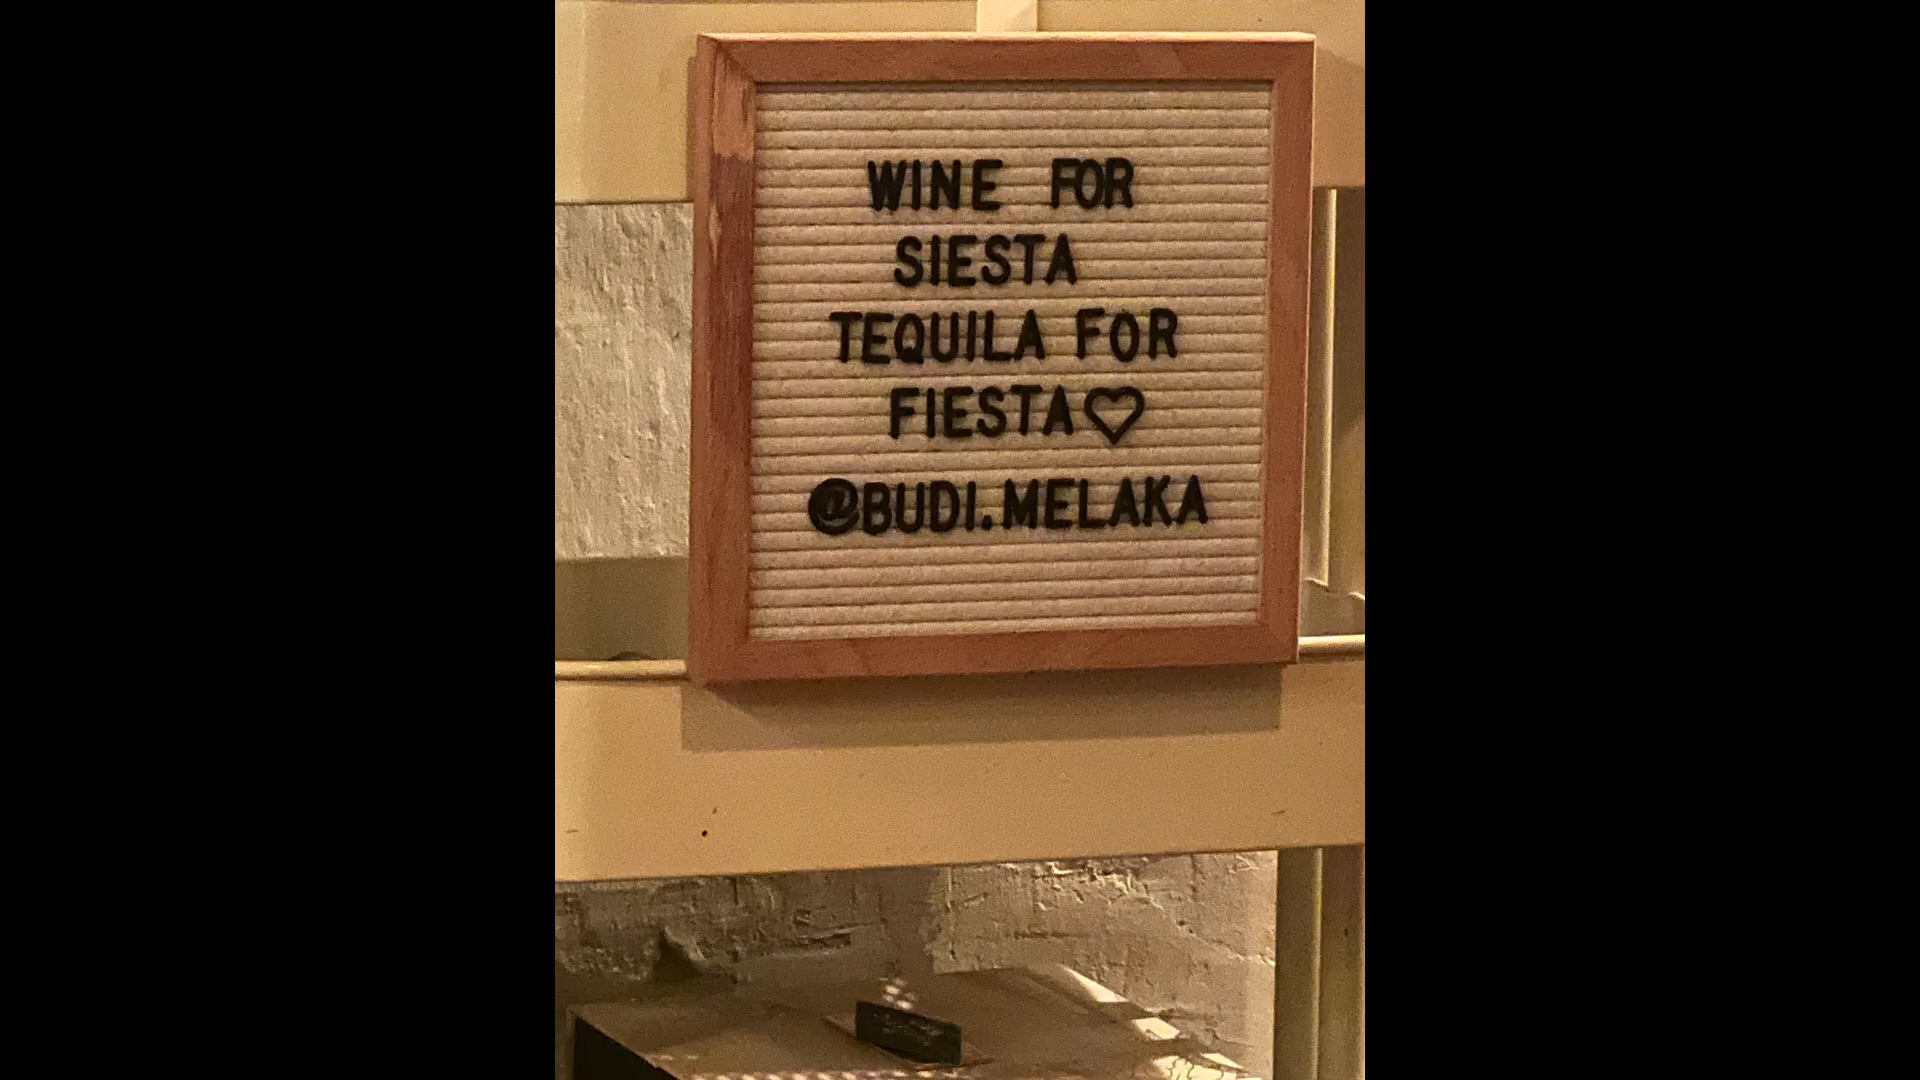 WINE FOR
SIESTA
TEQUILA FOR
FIESTA♡
@BUDI.MELAKA